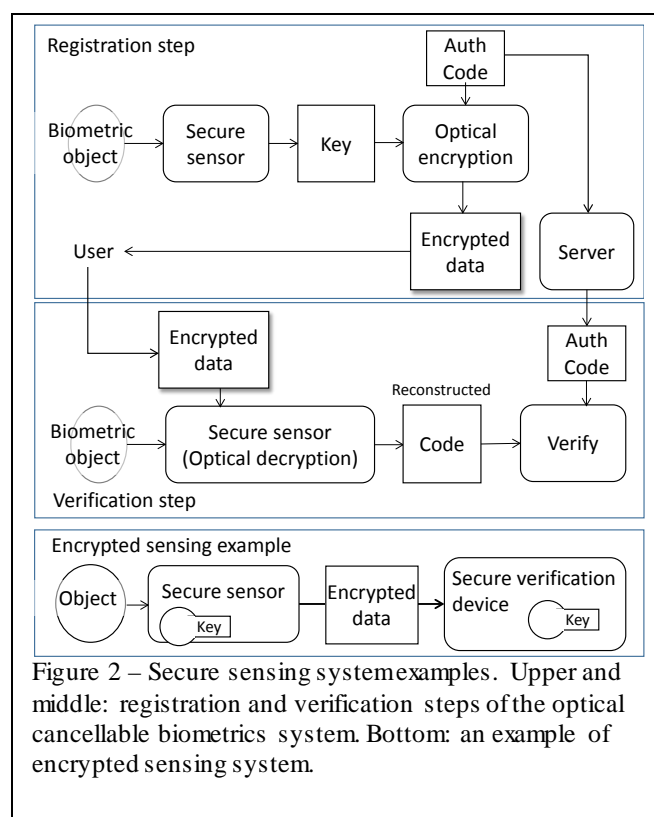 Registration step
Auth
Code
Biometric
object
Secure
sensor
Key
Optical
encryption
User
Encrypted
data
Server
Encrypted
data
Auth
Code
Reconstructed
Biometric
object
Secure sensor
(Optical decryption)
Code
Verify
Verification step
Encrypted sensing example
Object
Secure sensor
Key
Encrypted
data
Secure verification
device
Key
Figure 2 – Secure sensing system examples. Upper and
middle: registration and verification steps of the optical
cancellable biometrics system. Bottom: an example of
encrypted sensing system.